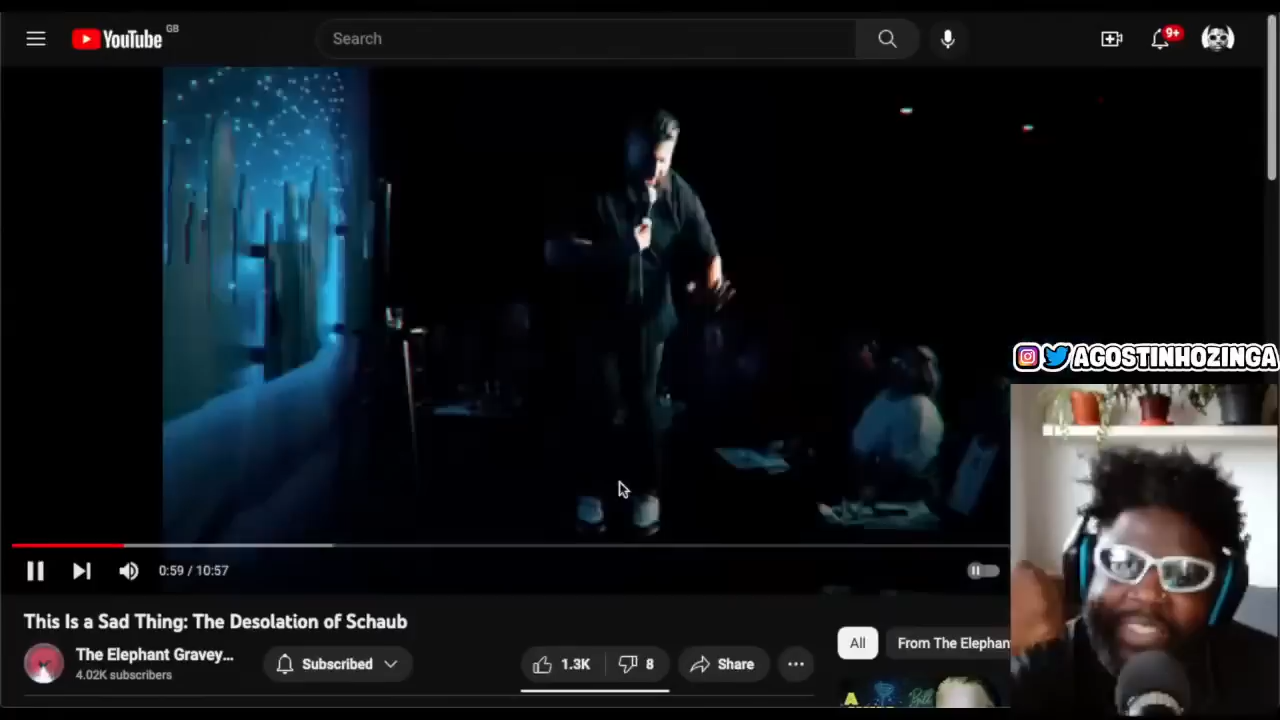 YouTube GB
Search
9+
AGOSTINHOZINGA
0:59 / 10:57
This Is a Sad Thing: The Desolation of Schaub
The Elephant Gravey...
4.02K subscribers
Subscribed
1.3K
8
Share
All
From The Elephan